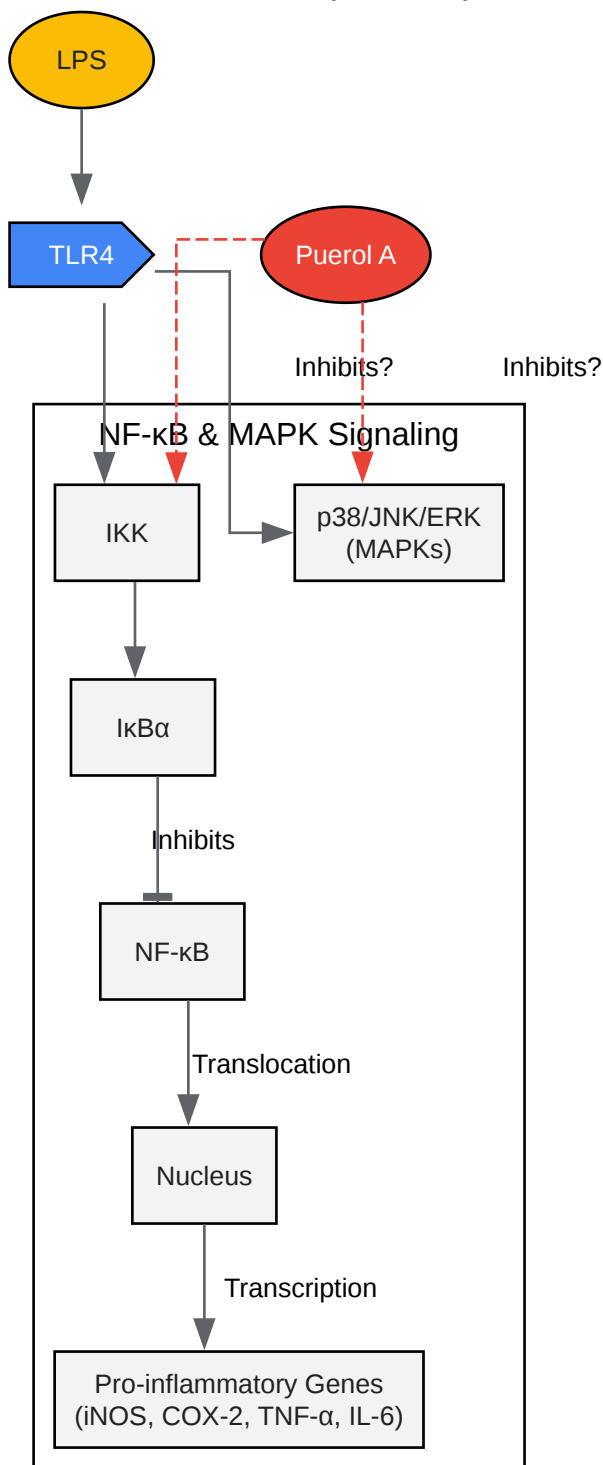 LPS
TLR4
Puerol A
Inhibits?
Inhibits?
NF-κB & MAPK Signaling
IKK
p38/JNK/ERK
(MAPKs)
IκBα
Inhibits
NF-κB
Translocation
Nucleus
Transcription
Pro-inflammatory Genes
(iNOS, COX-2, TNF-α, IL-6)